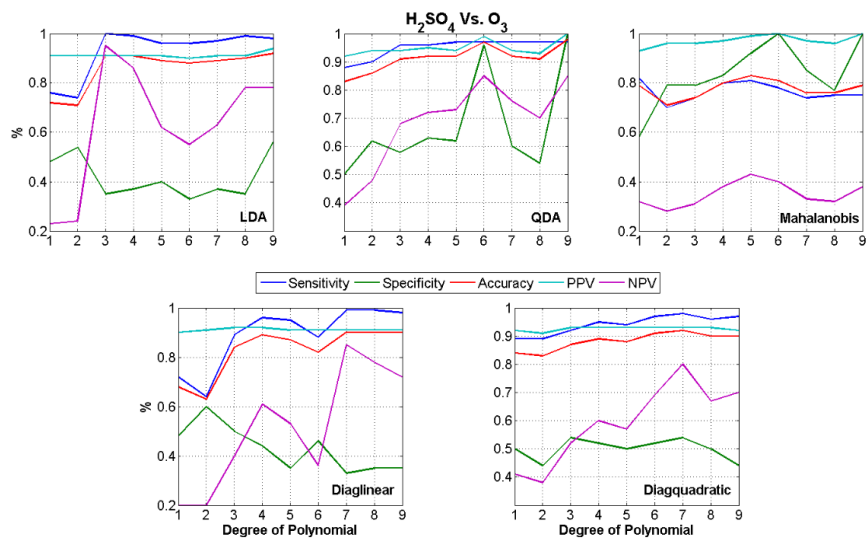 H₂SO₄ Vs. O₃
%
1
0.8
0.6
0.4
0.2
1 2 3 4 5 6 7 8 9
LDA
1
0.9
0.8
0.7
0.6
0.5
0.4
0.3
1 2 3 4 5 6 7 8 9
QDA
1
0.8
0.6
0.4
0.2
1 2 3 4 5 6 7 8 9
Mahalanobis
Sensitivity Specificity Accuracy PPV NPV
%
1
0.8
0.6
0.4
0.2
Diaglinear
1 2 3 4 5 6 7 8 9
Degree of Polynomial
1
0.9
0.8
0.7
0.6
0.5
0.4
Diagquadratic
1 2 3 4 5 6 7 8 9
Degree of Polynomial